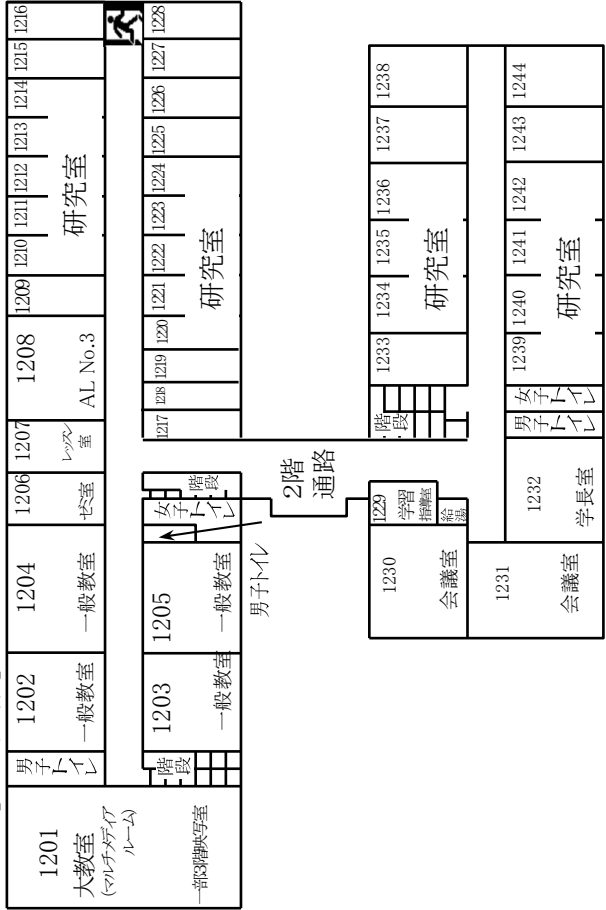 1216
1215
1214
1213
1212
1211
1210
研究室
1209
1208
AL No.3
1207
レッスン
室
1206
ゼミ室
1204
一般教室
1202
一般教室
男子
トイレ
1201
大教室
(マルチメディア
ルーム)
一部3階映写室
1228
1227
1226
1225
1224
1223
1222
1221
1220
1219
1218
1217
研究室
階段
女子
トイレ
男子トイレ
1205
一般教室
1203
一般教室
階段
2階
通路
1238
1237
1236
1235
1234
1233
研究室
階段
1229
学習
指導室
給湯
1230
会議室
1244
1243
1242
1241
1240
1239
研究室
女子
トイレ
男子
トイレ
1232
学長室
1231
会議室